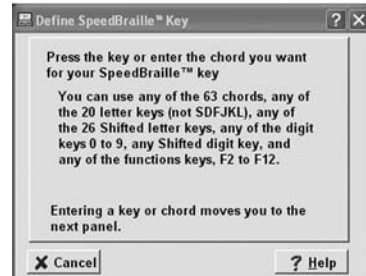 Define SpeedBraille™ Key
Press the key or enter the chord you want
for your SpeedBraille™ key
You can use any of the 63 chords, any of
the 20 letter keys (not SDFJKL), any of
the 26 Shifted letter keys, any of the digit
keys 0 to 9, any Shifted digit key, and
any of the functions keys, F2 to F12.
Entering a key or chord moves you to the
next panel.
Cancel
? Help